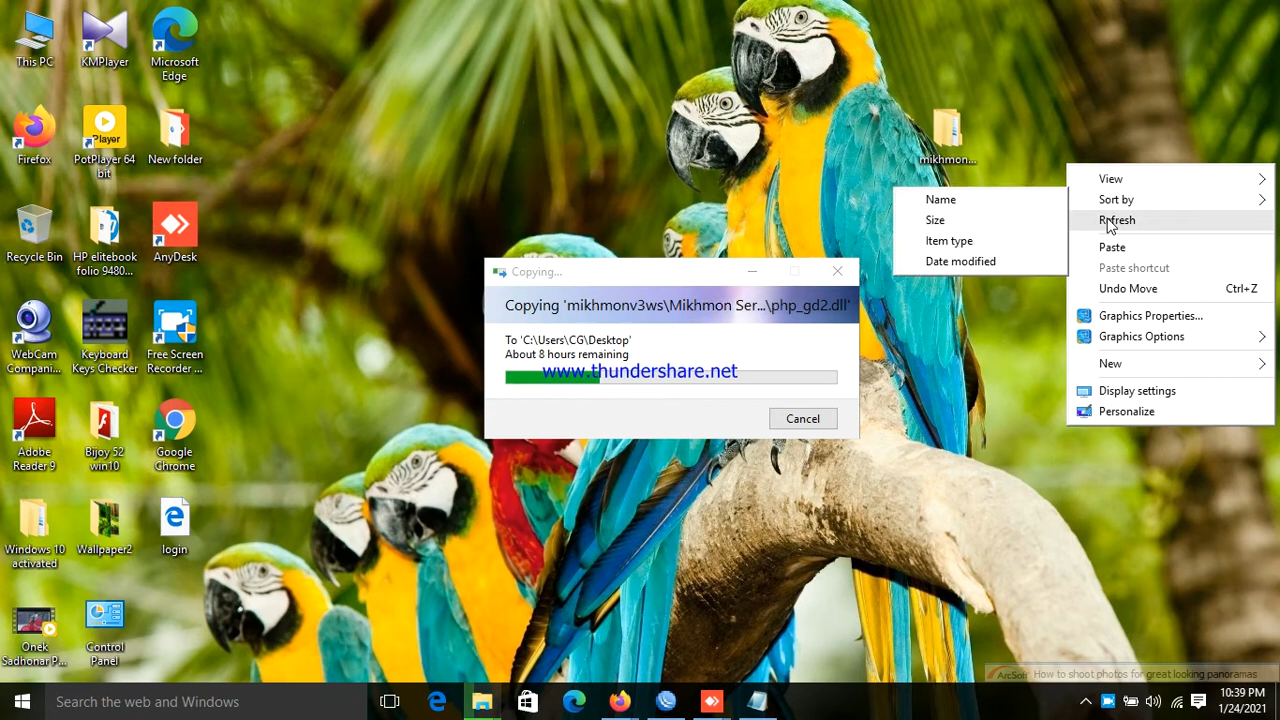 This PC
KMPlayer
Microsoft
Edge
Firefox
Player
PotPlayer 64
bit
New folder
Recycle Bin
HP elitebook
folio 9480...
AnyDesk
WebCam
Compani...
Keyboard
Keys Checker
Free Screen
Recorder ...
Adobe
Reader 9
Bijoy 52
win10
Google
Chrome
Windows 10
activated
Wallpaper2
login
Onek
Sadhonar P...
Control
Panel
mikhmon...
Copying...
Copying 'mikhmonv3ws\Mikhmon Ser...\php_gd2.dll'
To 'C:\Users\CG\Desktop'
About 8 hours remaining
www.thundershare.net
Cancel
Name
Size
Item type
Date modified
View
Sort by
Refresh
Paste
Paste shortcut
Undo Move Ctrl+Z
Graphics Properties...
Graphics Options
New
Display settings
Personalize
ArcSoft How to shoot photos for great looking panoramas
Search the web and Windows
10:39 PM
1/24/2021